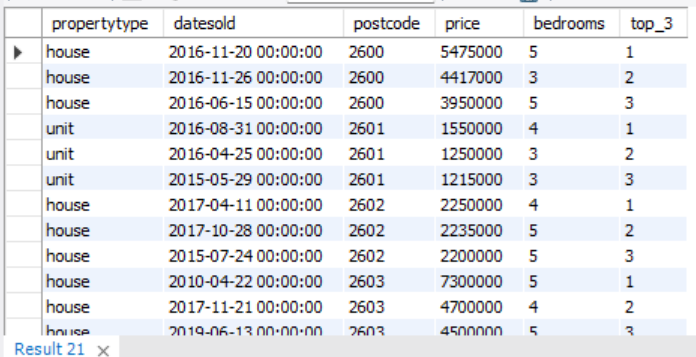 propertytype datesold postcode price bedrooms top_3
house 2016-11-20 00:00:00 2600 5475000 5 1
house 2016-11-26 00:00:00 2600 4417000 3 2
house 2016-06-15 00:00:00 2600 3950000 5 3
unit 2016-08-31 00:00:00 2601 1550000 4 1
unit 2016-04-25 00:00:00 2601 1250000 3 2
unit 2015-05-29 00:00:00 2601 1215000 3 3
house 2017-04-11 00:00:00 2602 2250000 4 1
house 2017-10-28 00:00:00 2602 2235000 5 2
house 2015-07-24 00:00:00 2602 2200000 5 3
house 2010-04-22 00:00:00 2603 7300000 5 1
house 2017-11-21 00:00:00 2603 4700000 4 2
house 2019-06-13 00:00:00 2603 4500000 5 3
Result 21